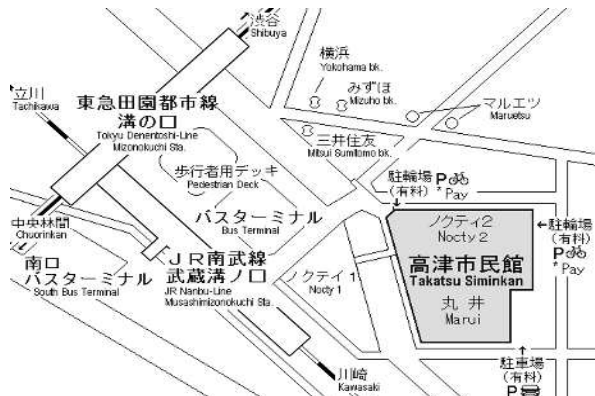 渋谷
Shibuya
横浜
Yokohama bk.
みずほ
Mizuho bk.
立川
Tachikawa
東急田園都市線
溝の口
Tokyu Denentoshi-Line
Mizonokuchi Sta.
マルエツ
Maruetsu
三井住友
Mitsui Sumitomo bk.
歩行者用デッキ
Pedestrian Deck
駐輪場
(有料)
P
* Pay
バスターミナル
Bus Terminal
中央林間
Chuorinkan
ノクティ2
Nocty 2
駐輪場
(有料)
P
* Pay
南口
バスターミナル
South Bus Terminal
JR南武線
武蔵溝ノ口
JR Nanbu-Line
Musashimizonokuchi Sta.
ノクティ1
Nocty 1
高津市民館
Takatsu Siminkan
丸井
Marui
川崎
Kawasaki
駐車場
(有料)
P